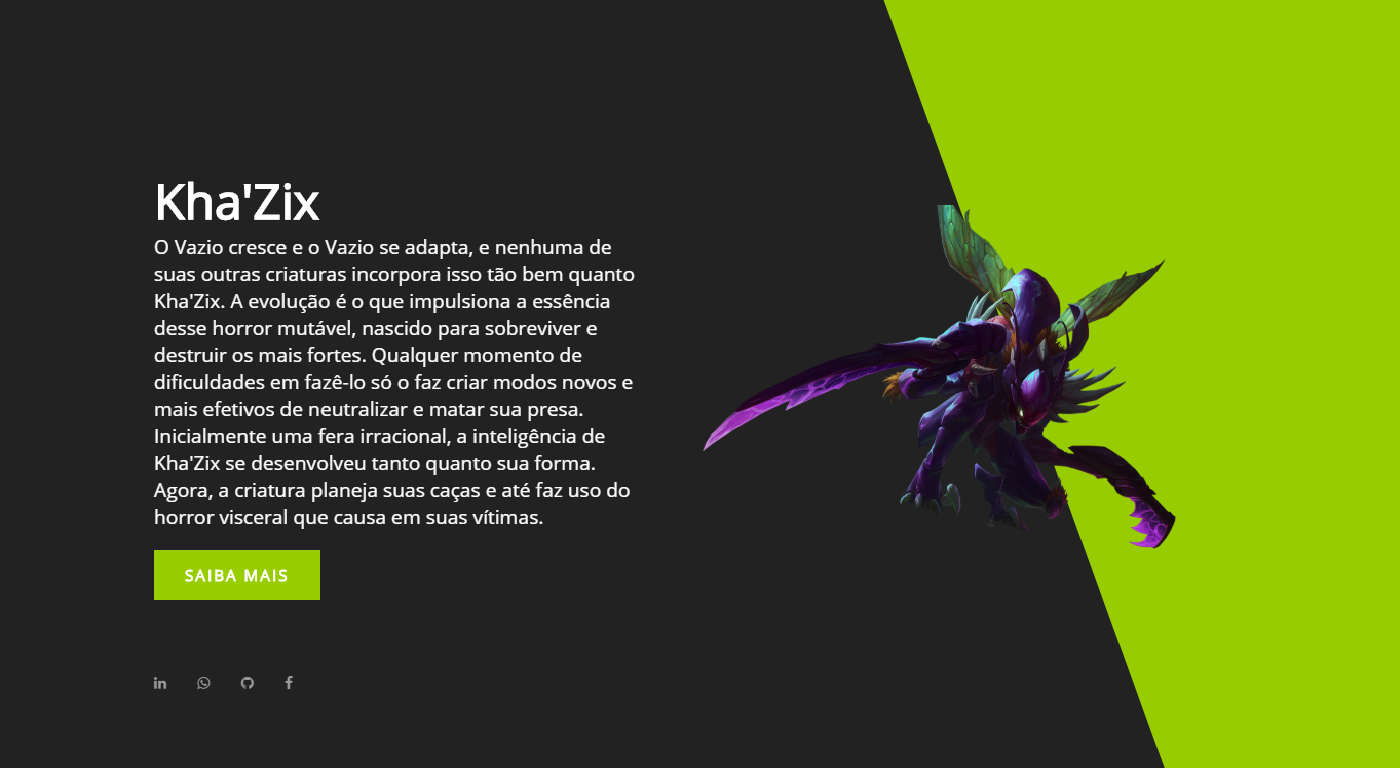 Kha'Zix
O Vazio cresce e o Vazio se adapta, e nenhuma de
suas outras criaturas incorpora isso tão bem quanto
Kha'Zix. A evolução é o que impulsiona a essência
desse horror mutável, nascido para sobreviver e
destruir os mais fortes. Qualquer momento de
dificuldades em fazê-lo só o faz criar modos novos e
mais efetivos de neutralizar e matar sua presa.
Inicialmente uma fera irracional, a inteligência de
Kha'Zix se desenvolveu tanto quanto sua forma.
Agora, a criatura planeja suas caças e até faz uso do
horror visceral que causa em suas vítimas.
SAIBA MAIS